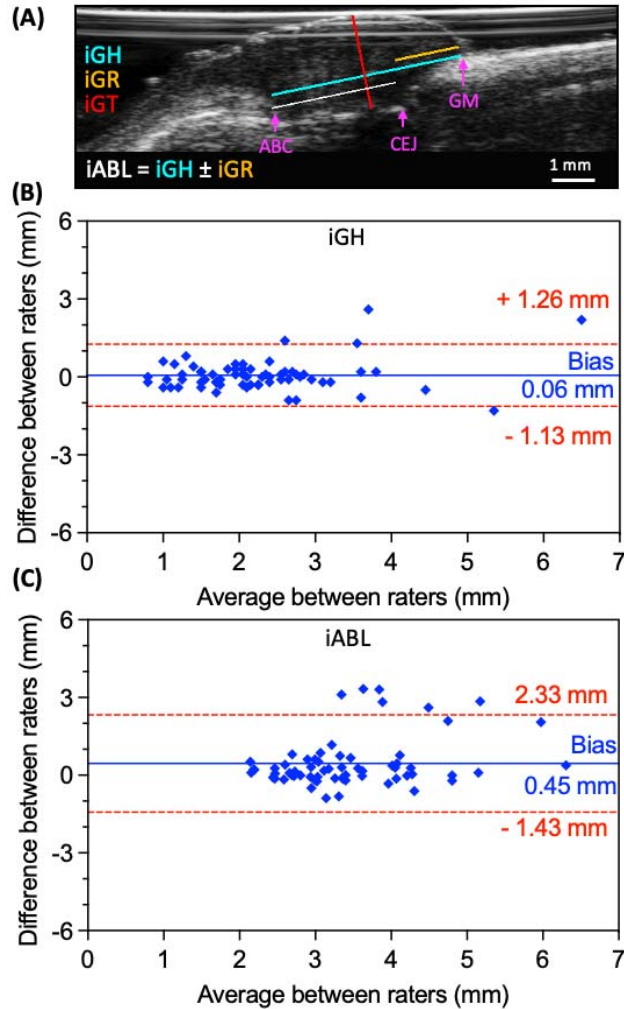 (A)
iGH
iGR
iGT
GM
ABC
CEJ
iABL = iGH ± iGR
1 mm
(B)
iGH
Difference between raters (mm)
6
3
0
-3
-6
+ 1.26 mm
Bias
0.06 mm
- 1.13 mm
0 1 2 3 4 5 6 7
Average between raters (mm)
(C)
iABL
Difference between raters (mm)
6
3
0
-3
-6
2.33 mm
Bias
0.45 mm
- 1.43 mm
0 1 2 3 4 5 6 7
Average between raters (mm)